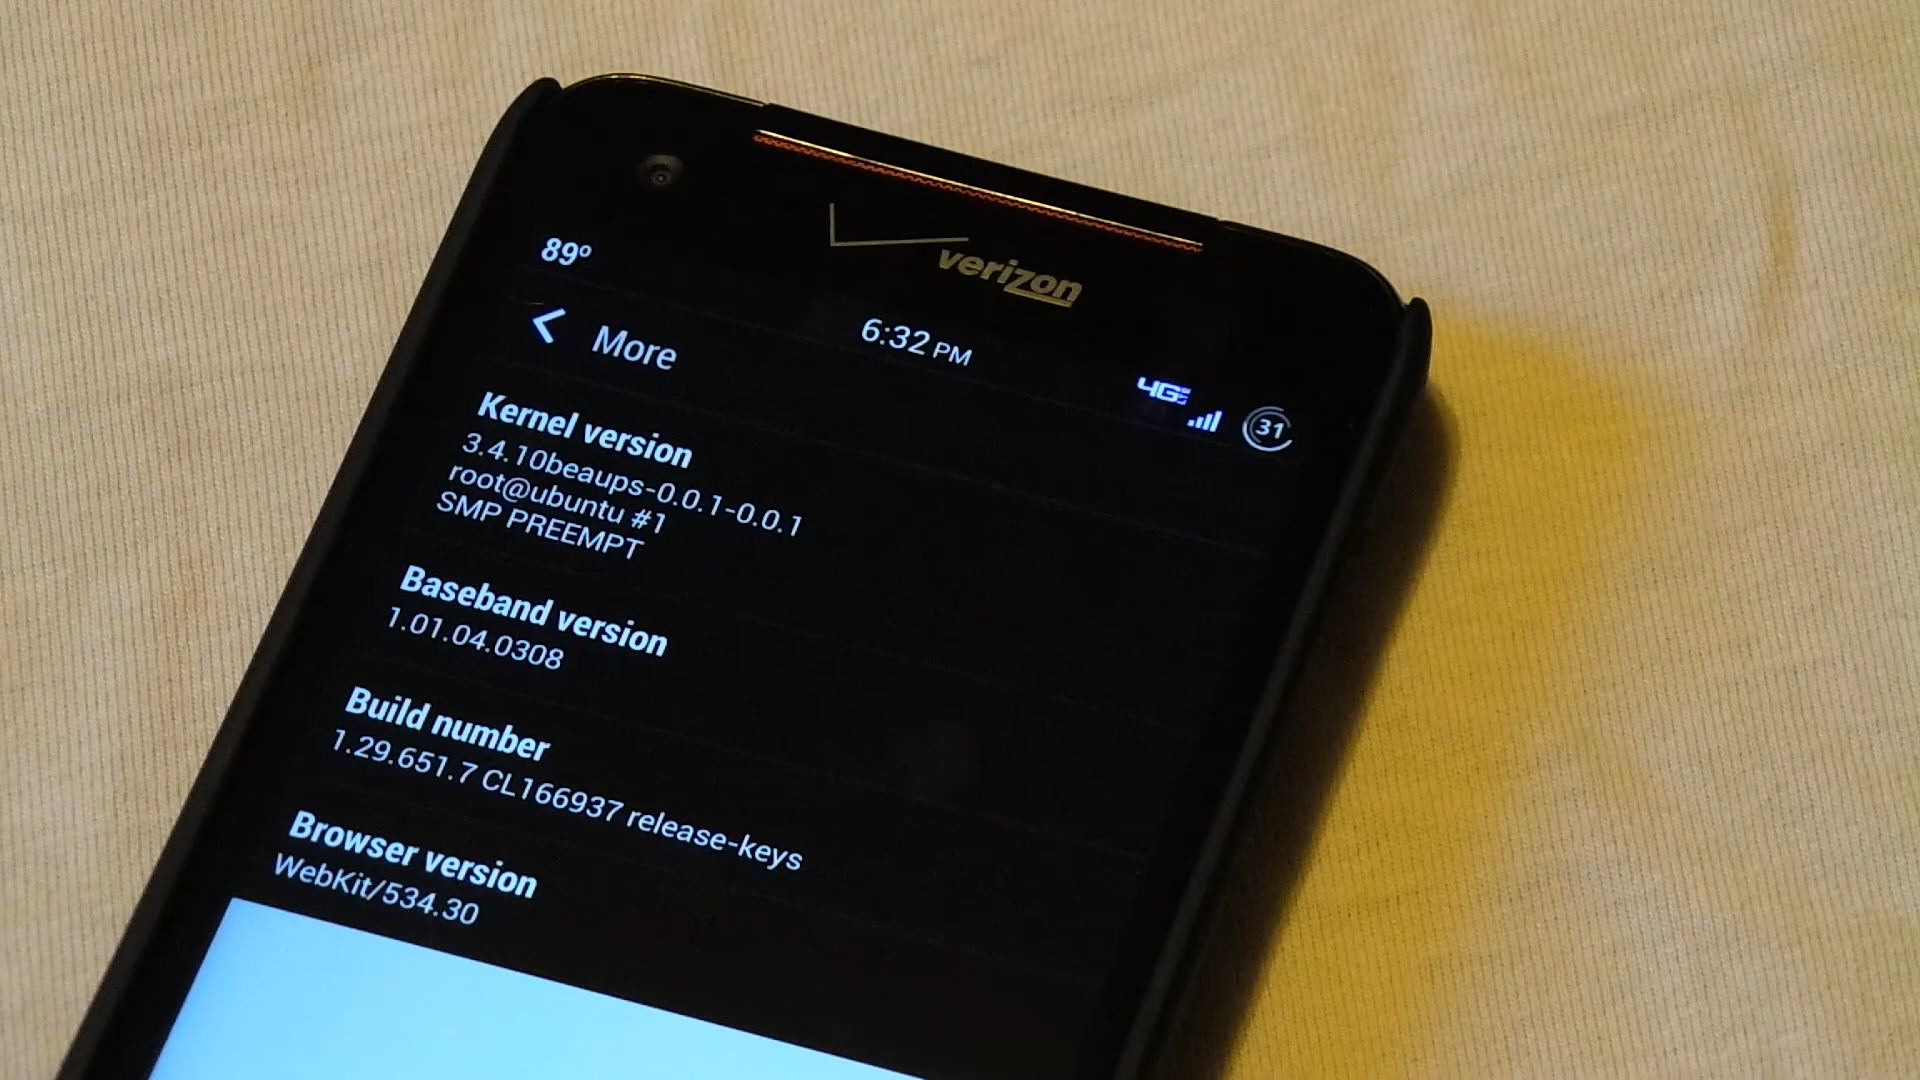 verizon
89°
6:32 PM
4G
31
More
Kernel version
3.4.10beaups-0.0.1-0.0.1
root@ubuntu #1
SMP PREEMPT
Baseband version
1.01.04.0308
Build number
1.29.651.7 CL166937 release-keys
Browser version
WebKit/534.30